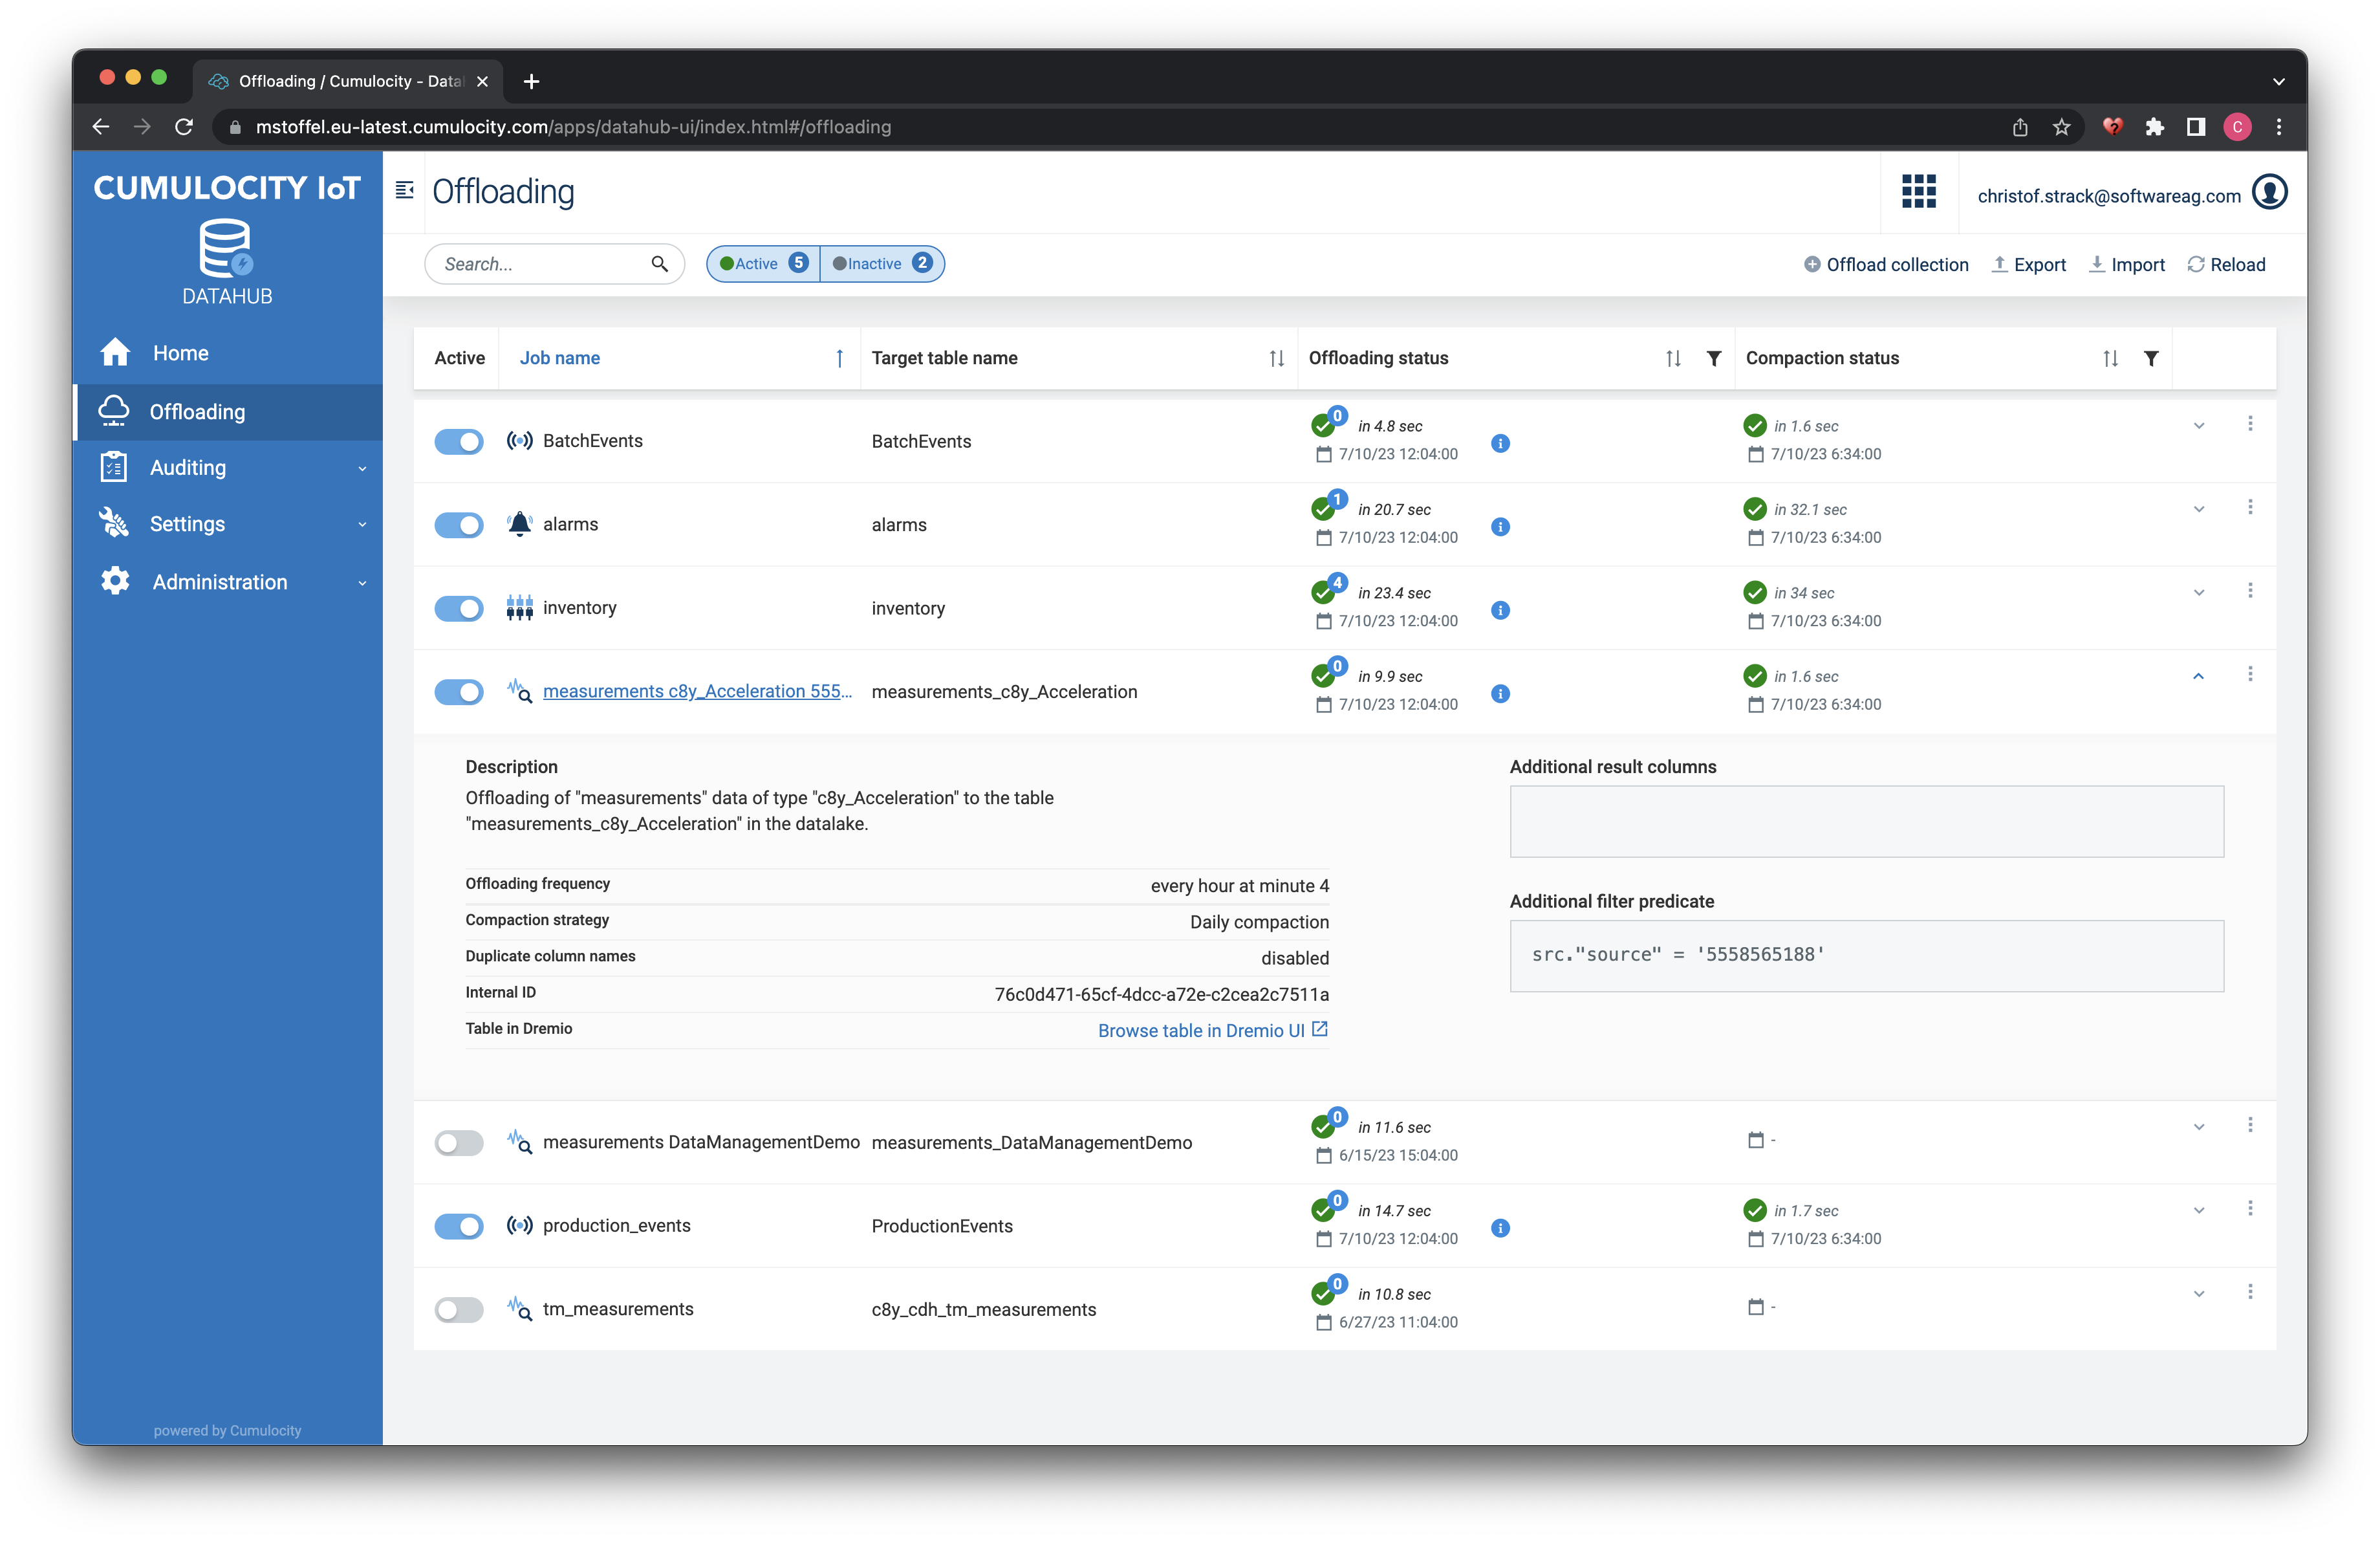 Offloading / Cumulocity - Data
mstoffel.eu-latest.cumulocity.com/apps/datahub-ui/index.html#/offloading
C
CUMULOCITY IoT
DATAHUB
Home
Offloading
Auditing
Settings
Administration
powered by Cumulocity
Offloading
christof.strack@softwareag.com
Search...
Active 5 Inactive 2
Offload collection Export Import Reload
Active Job name Target table name Offloading status Compaction status
BatchEvents BatchEvents 0 in 4.8 sec in 1.6 sec
7/10/23 12:04:00 7/10/23 6:34:00
alarms alarms 1 in 20.7 sec in 32.1 sec
7/10/23 12:04:00 7/10/23 6:34:00
inventory inventory 4 in 23.4 sec in 34 sec
7/10/23 12:04:00 7/10/23 6:34:00
measurements c8y_Acceleration 555... measurements_c8y_Acceleration 0 in 9.9 sec in 1.6 sec
7/10/23 12:04:00 7/10/23 6:34:00
Description
Offloading of "measurements" data of type "c8y_Acceleration" to the table
"measurements_c8y_Acceleration" in the datalake.
Offloading frequency every hour at minute 4
Compaction strategy Daily compaction
Duplicate column names disabled
Internal ID 76c0d471-65cf-4dcc-a72e-c2cea2c7511a
Table in Dremio Browse table in Dremio UI
Additional result columns
Additional filter predicate
src."source" = '5558565188'
measurements DataManagementDemo measurements_DataManagementDemo 0 in 11.6 sec -
6/15/23 15:04:00
production_events ProductionEvents 0 in 14.7 sec in 1.7 sec
7/10/23 12:04:00 7/10/23 6:34:00
tm_measurements c8y_cdh_tm_measurements 0 in 10.8 sec -
6/27/23 11:04:00